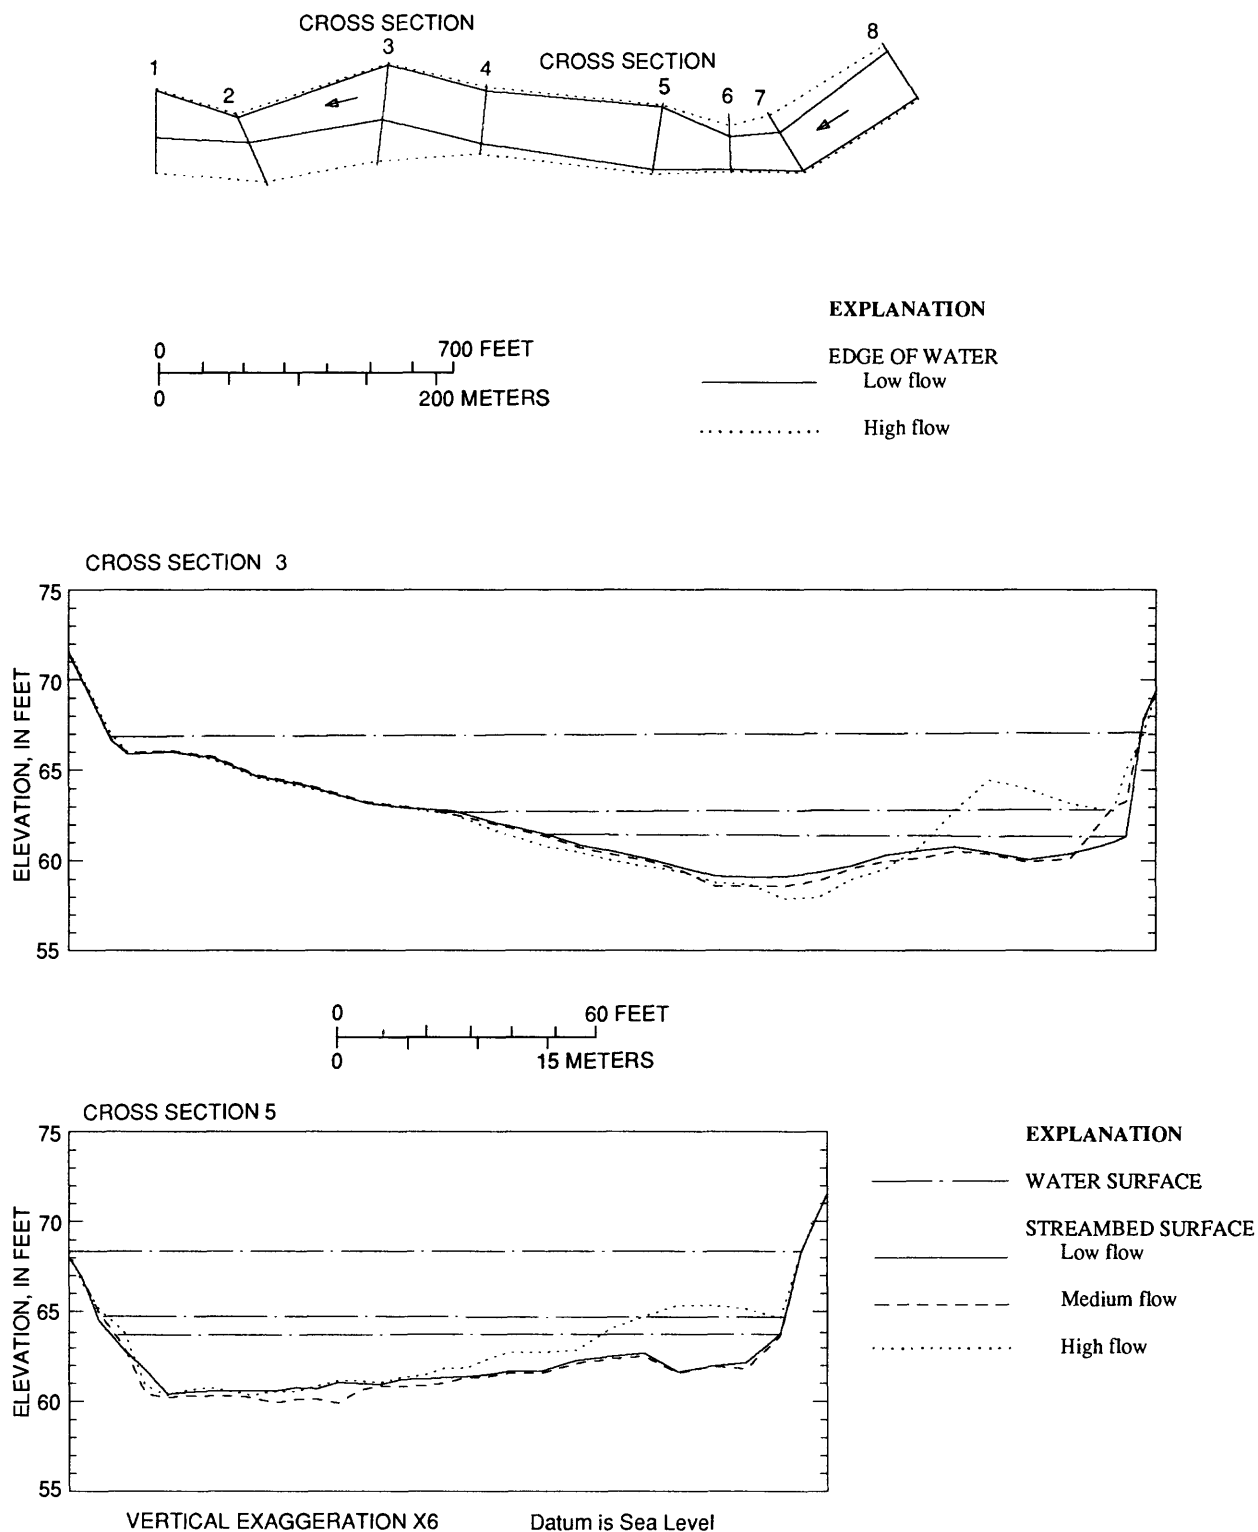 CROSS SECTION
1 2 3 4
CROSS SECTION
5 6 7 8
EXPLANATION
EDGE OF WATER
Low flow
High flow
0 700 FEET
0 200 METERS
CROSS SECTION 3
75
70
65
60
55
ELEVATION, IN FEET
0 60 FEET
0 15 METERS
CROSS SECTION 5
75
70
65
60
55
ELEVATION, IN FEET
EXPLANATION
WATER SURFACE
STREAMBED SURFACE
Low flow
Medium flow
High flow
VERTICAL EXAGGERATION X6 Datum is Sea Level